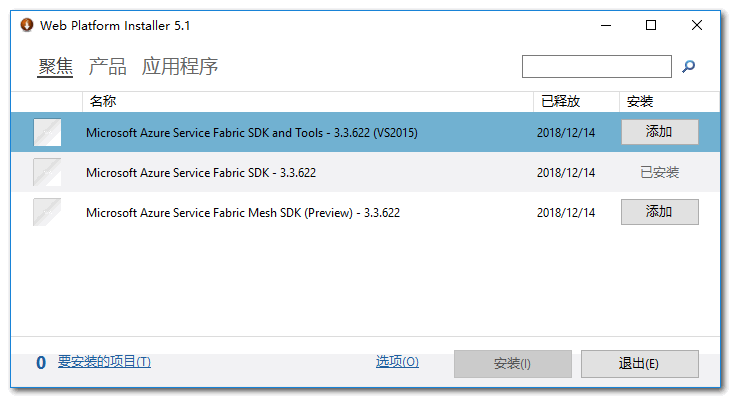 Web Platform Installer 5.1
聚焦 产品 应用程序
名称 已释放 安装
Microsoft Azure Service Fabric SDK and Tools - 3.3.622 (VS2015) 2018/12/14 添加
Microsoft Azure Service Fabric SDK - 3.3.622 2018/12/14 已安装
Microsoft Azure Service Fabric Mesh SDK (Preview) - 3.3.622 2018/12/14 添加
0 要安装的项目(T) 选项(O) 安装(I) 退出(E)